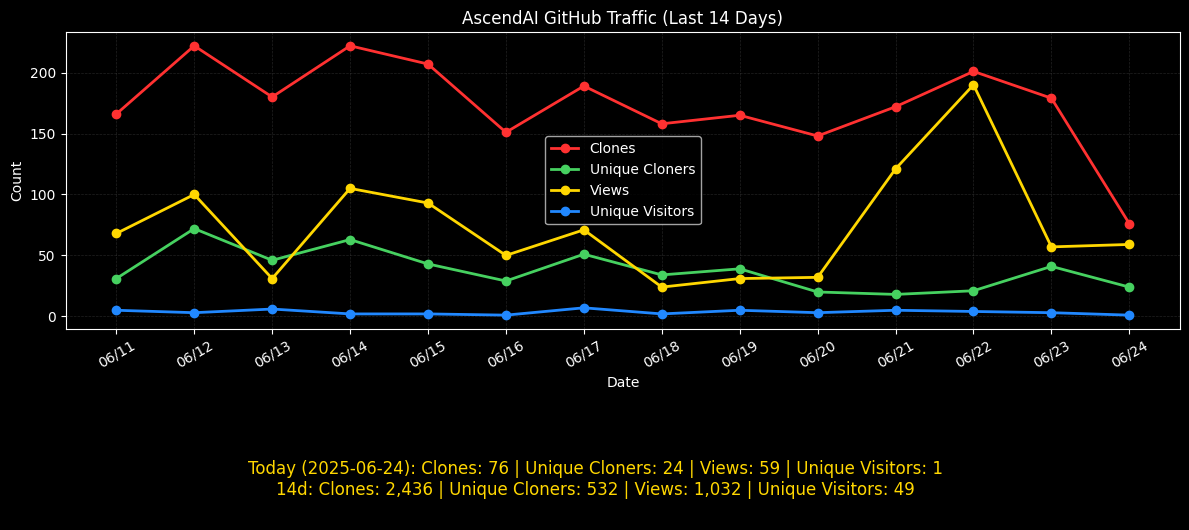 AscendAI GitHub Traffic (Last 14 Days)
200
150
100
50
0
Count
Clones
Unique Cloners
Views
Unique Visitors
06/11 06/12 06/13 06/14 06/15 06/16 06/17 06/18 06/19 06/20 06/21 06/22 06/23 06/24
Date
Today (2025-06-24): Clones: 76 | Unique Cloners: 24 | Views: 59 | Unique Visitors: 1
14d: Clones: 2,436 | Unique Cloners: 532 | Views: 1,032 | Unique Visitors: 49